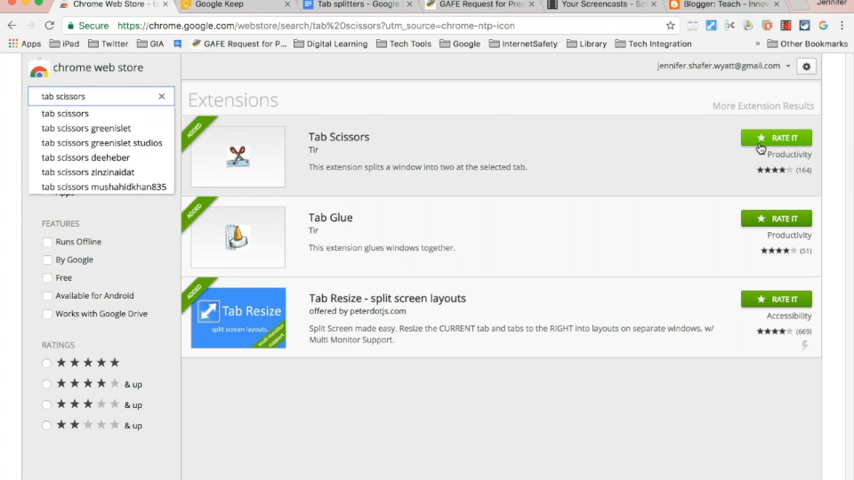 Chrome Web Store - tab
Google Keep
Tab splitters - Google
GAFE Request for Pres
Your Screencasts - Sc
Blogger: Teach - Innov
Jennifer
Secure https://chrome.google.com/webstore/search/tab%20scissors?utm_source=chrome-ntp-icon
Apps iPad Twitter GIA GAFE Request for P... Digital Learning Tech Tools Google InternetSafety Library Tech Integration » Other Bookmarks
chrome web store
jennifer.shafer.wyatt@gmail.com
tab scissors
tab scissors
tab scissors greenislet
tab scissors greenislet studios
tab scissors deeheber
tab scissors zinzinaidat
tab scissors mushahidkhan835
Apps
FEATURES
Runs Offline
By Google
Free
Available for Android
Works with Google Drive
RATINGS
& up
& up
& up
Extensions
More Extension Results
ADDED
Tab Scissors
Tir
This extension splits a window into two at the selected tab.
RATE IT
Productivity
(164)
ADDED
Tab Glue
Tir
This extension glues windows together.
RATE IT
Productivity
(51)
ADDED
Tab Resize
split screen layouts
Tab Resize - split screen layouts
offered by peterdotjs.com
Split Screen made easy. Resize the CURRENT tab and tabs to the RIGHT into layouts on separate windows. w/
Multi Monitor Support.
RATE IT
Accessibility
(669)